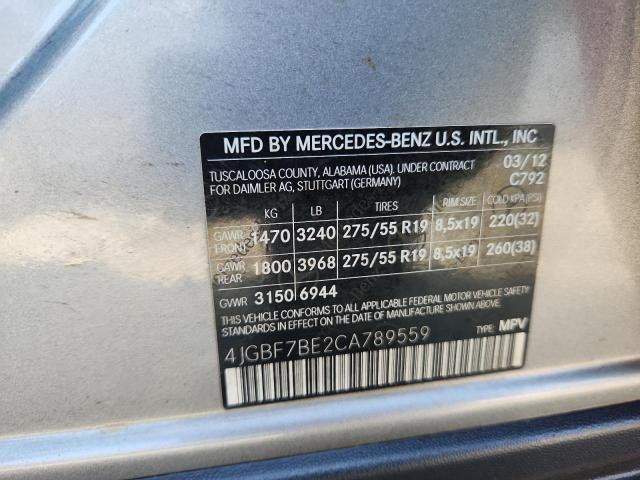 MFD BY MERCEDES-BENZ U.S. INTL., INC
TUSCALOOSA COUNTY, ALABAMA (USA). UNDER CONTRACT 03/12
FOR DAIMLER AG, STUTTGART (GERMANY) C792
KG LB TIRES RIM SIZE COLD KPA(PSI)
GAWR FRONT 1470 3240 275/55 R19 8,5x19 220(32)
GAWR REAR 1800 3968 275/55 R19 8,5x19 260(38)
GVWR 3150 6944
THIS VEHICLE CONFORMS TO ALL APPLICABLE FEDERAL MOTOR VEHICLE SAFETY
STANDARDS IN EFFECT ON THE DATE OF MANUFACTURE SHOWN ABOVE.
4JGBF7BE2CA789559 TYPE: MPV